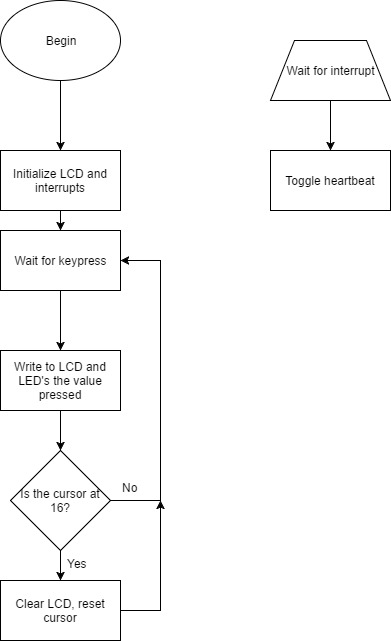 Begin
Wait for interrupt
Initialize LCD and
interrupts
Toggle heartbeat
Wait for keypress
Write to LCD and
LED's the value
pressed
Is the cursor at
16?
No
Yes
Clear LCD, reset
cursor